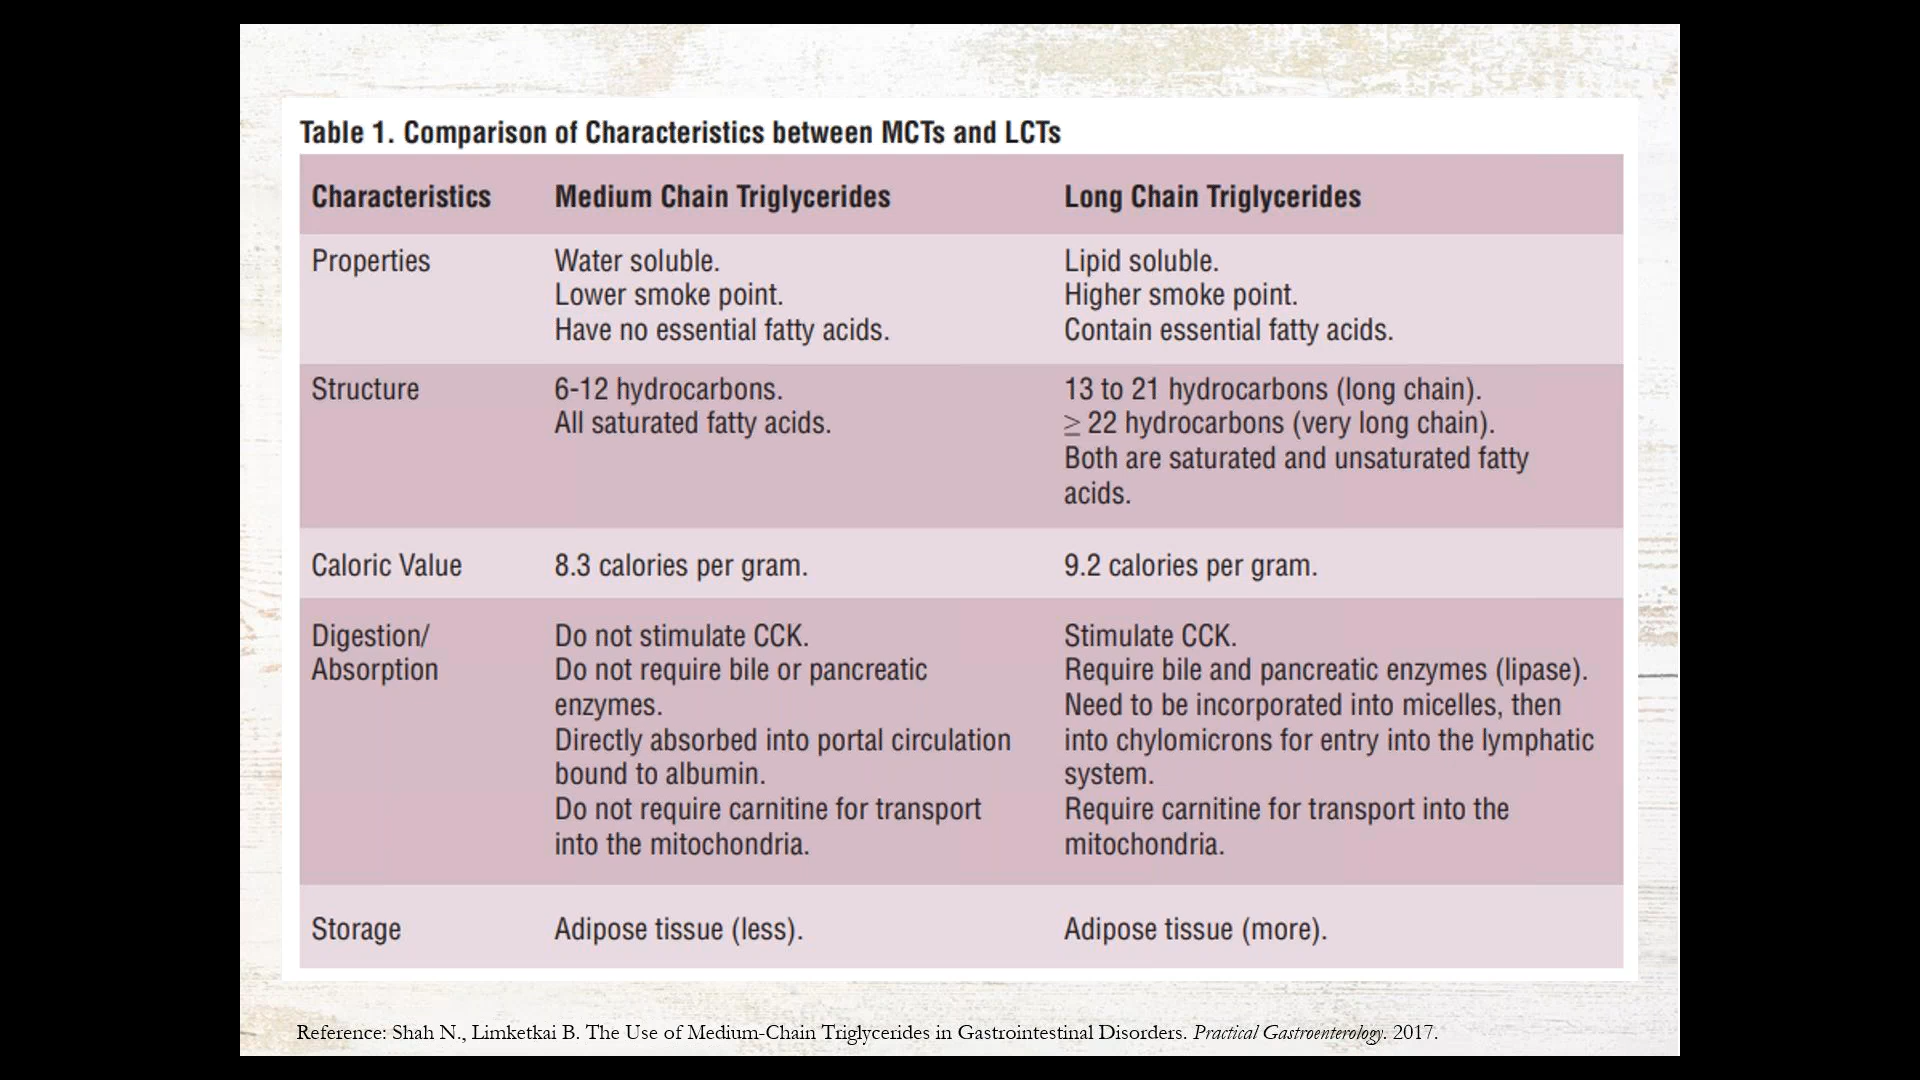 Table 1. Comparison of Characteristics between MCTs and LCTs
Characteristics Medium Chain Triglycerides Long Chain Triglycerides
Properties Water soluble. Lipid soluble.
Lower smoke point. Higher smoke point.
Have no essential fatty acids. Contain essential fatty acids.
Structure 6-12 hydrocarbons. 13 to 21 hydrocarbons (long chain).
All saturated fatty acids. ≥ 22 hydrocarbons (very long chain).
Both are saturated and unsaturated fatty
acids.
Caloric Value 8.3 calories per gram. 9.2 calories per gram.
Digestion/ Do not stimulate CCK. Stimulate CCK.
Absorption Do not require bile or pancreatic Require bile and pancreatic enzymes (lipase).
enzymes. Need to be incorporated into micelles, then
Directly absorbed into portal circulation into chylomicrons for entry into the lymphatic
bound to albumin. system.
Do not require carnitine for transport Require carnitine for transport into the
into the mitochondria. mitochondria.
Storage Adipose tissue (less). Adipose tissue (more).
Reference: Shah N., Limketkai B. The Use of Medium-Chain Triglycerides in Gastrointestinal Disorders. Practical Gastroenterology. 2017.